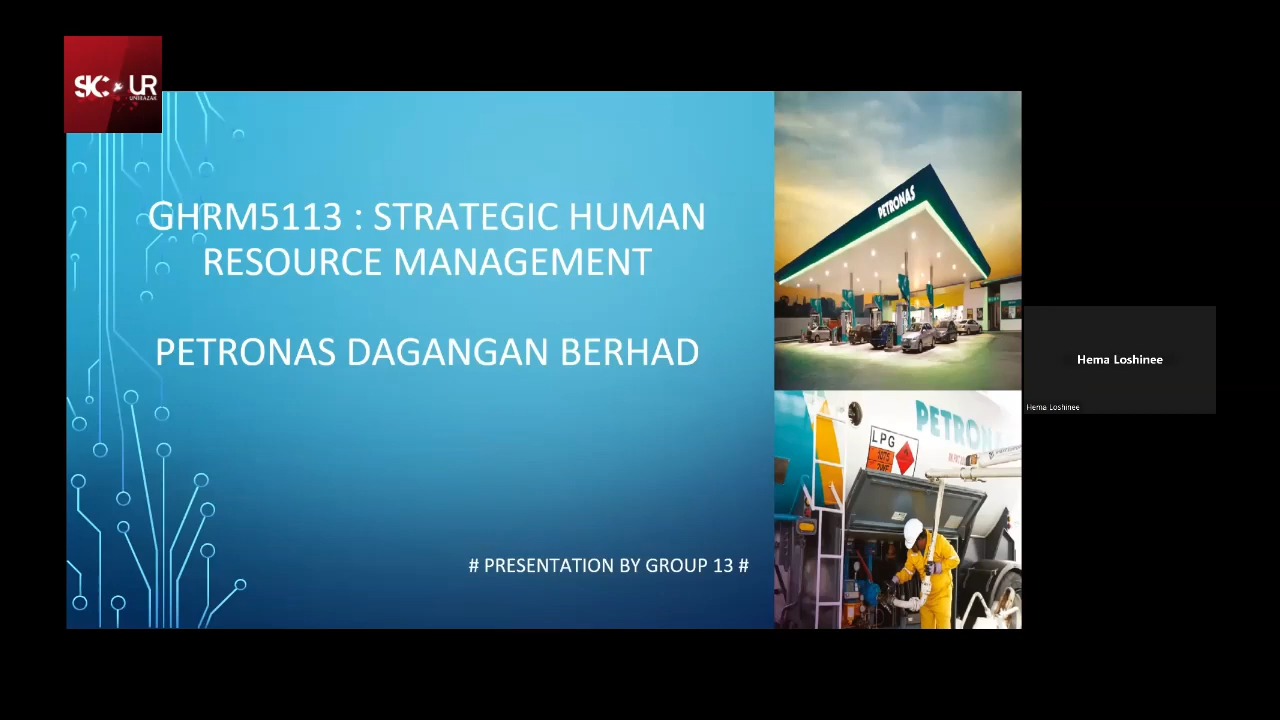 SKC UR
UNIRAZAK
GHRM5113 : STRATEGIC HUMAN
RESOURCE MANAGEMENT
PETRONAS DAGANGAN BERHAD
# PRESENTATION BY GROUP 13 #
PETRONAS
PETRONAS
LPG
1075
Hema Loshinee
Hema Loshinee